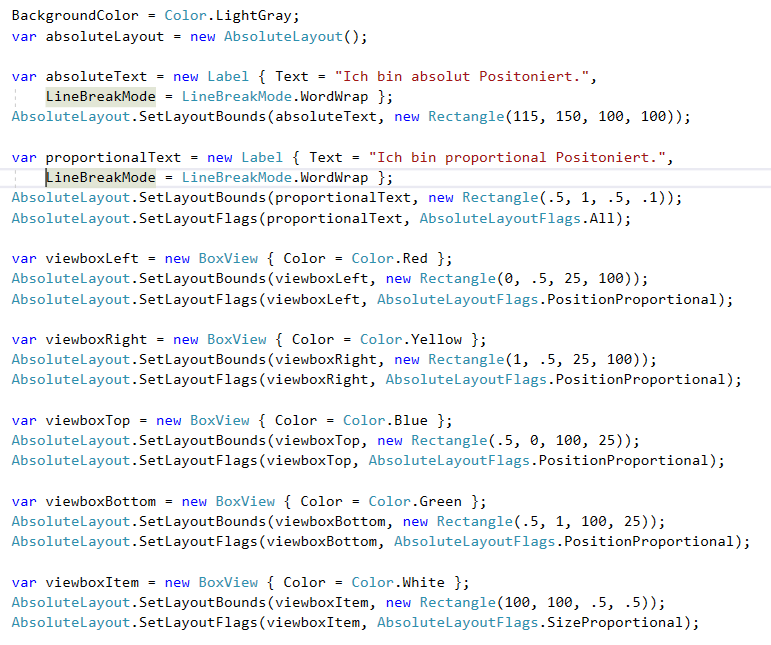 BackgroundColor = Color.LightGray;
var absoluteLayout = new AbsoluteLayout();
var absoluteText = new Label { Text = "Ich bin absolut Positoniert.",
LineBreakMode = LineBreakMode.WordWrap };
AbsoluteLayout.SetLayoutBounds(absoluteText, new Rectangle(115, 150, 100, 100));
var proportionalText = new Label { Text = "Ich bin proportional Positoniert.",
LineBreakMode = LineBreakMode.WordWrap };
AbsoluteLayout.SetLayoutBounds(proportionalText, new Rectangle(.5, 1, .5, .1));
AbsoluteLayout.SetLayoutFlags(proportionalText, AbsoluteLayoutFlags.All);
var viewboxLeft = new BoxView { Color = Color.Red };
AbsoluteLayout.SetLayoutBounds(viewboxLeft, new Rectangle(0, .5, 25, 100));
AbsoluteLayout.SetLayoutFlags(viewboxLeft, AbsoluteLayoutFlags.PositionProportional);
var viewboxRight = new BoxView { Color = Color.Yellow };
AbsoluteLayout.SetLayoutBounds(viewboxRight, new Rectangle(1, .5, 25, 100));
AbsoluteLayout.SetLayoutFlags(viewboxRight, AbsoluteLayoutFlags.PositionProportional);
var viewboxTop = new BoxView { Color = Color.Blue };
AbsoluteLayout.SetLayoutBounds(viewboxTop, new Rectangle(.5, 0, 100, 25));
AbsoluteLayout.SetLayoutFlags(viewboxTop, AbsoluteLayoutFlags.PositionProportional);
var viewboxBottom = new BoxView { Color = Color.Green };
AbsoluteLayout.SetLayoutBounds(viewboxBottom, new Rectangle(.5, 1, 100, 25));
AbsoluteLayout.SetLayoutFlags(viewboxBottom, AbsoluteLayoutFlags.PositionProportional);
var viewboxItem = new BoxView { Color = Color.White };
AbsoluteLayout.SetLayoutBounds(viewboxItem, new Rectangle(100, 100, .5, .5));
AbsoluteLayout.SetLayoutFlags(viewboxItem, AbsoluteLayoutFlags.SizeProportional);